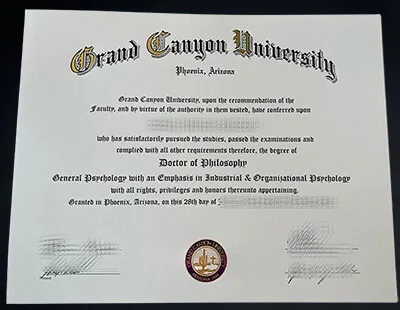 Grand Canyon University
Phoenix, Arizona
Grand Canyon University, upon the recommendation of the
Faculty, and by virtue of the authority in them vested, have conferred upon
who has satisfactorily pursued the studies, passed the examinations and
complied with all other requirements therefore, the degree of
Doctor of Philosophy
General Psychology with an Emphasis in Industrial & Organizational Psychology
with all rights, privileges and honors thereunto appertaining.
Granted in Phoenix, Arizona, on this 28th day of